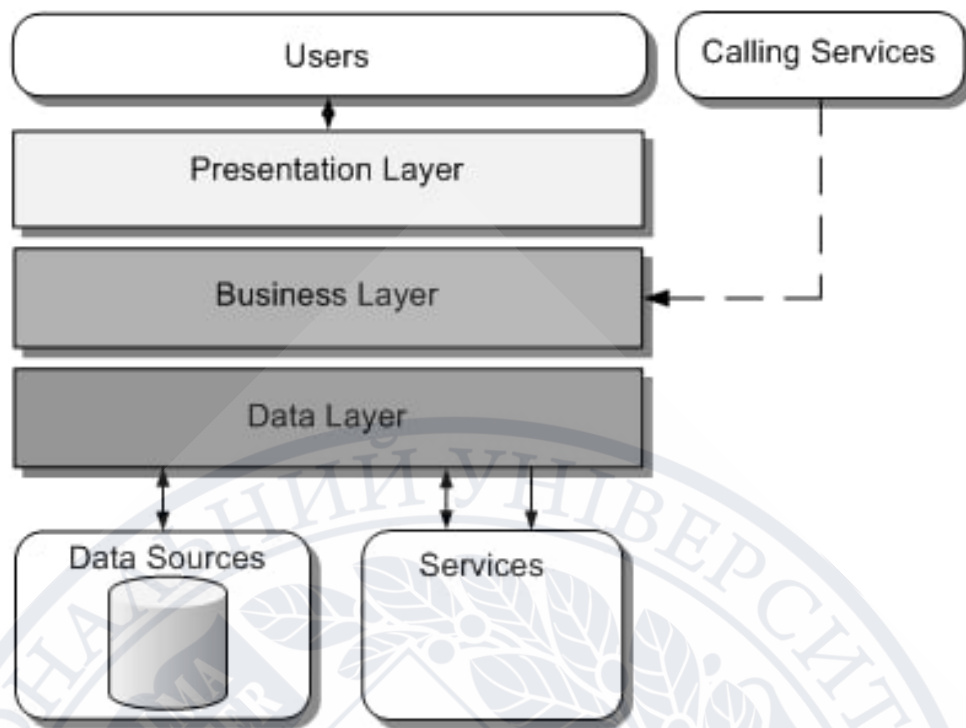 Users
Calling Services
Presentation Layer
Business Layer
Data Layer
Data Sources
Services